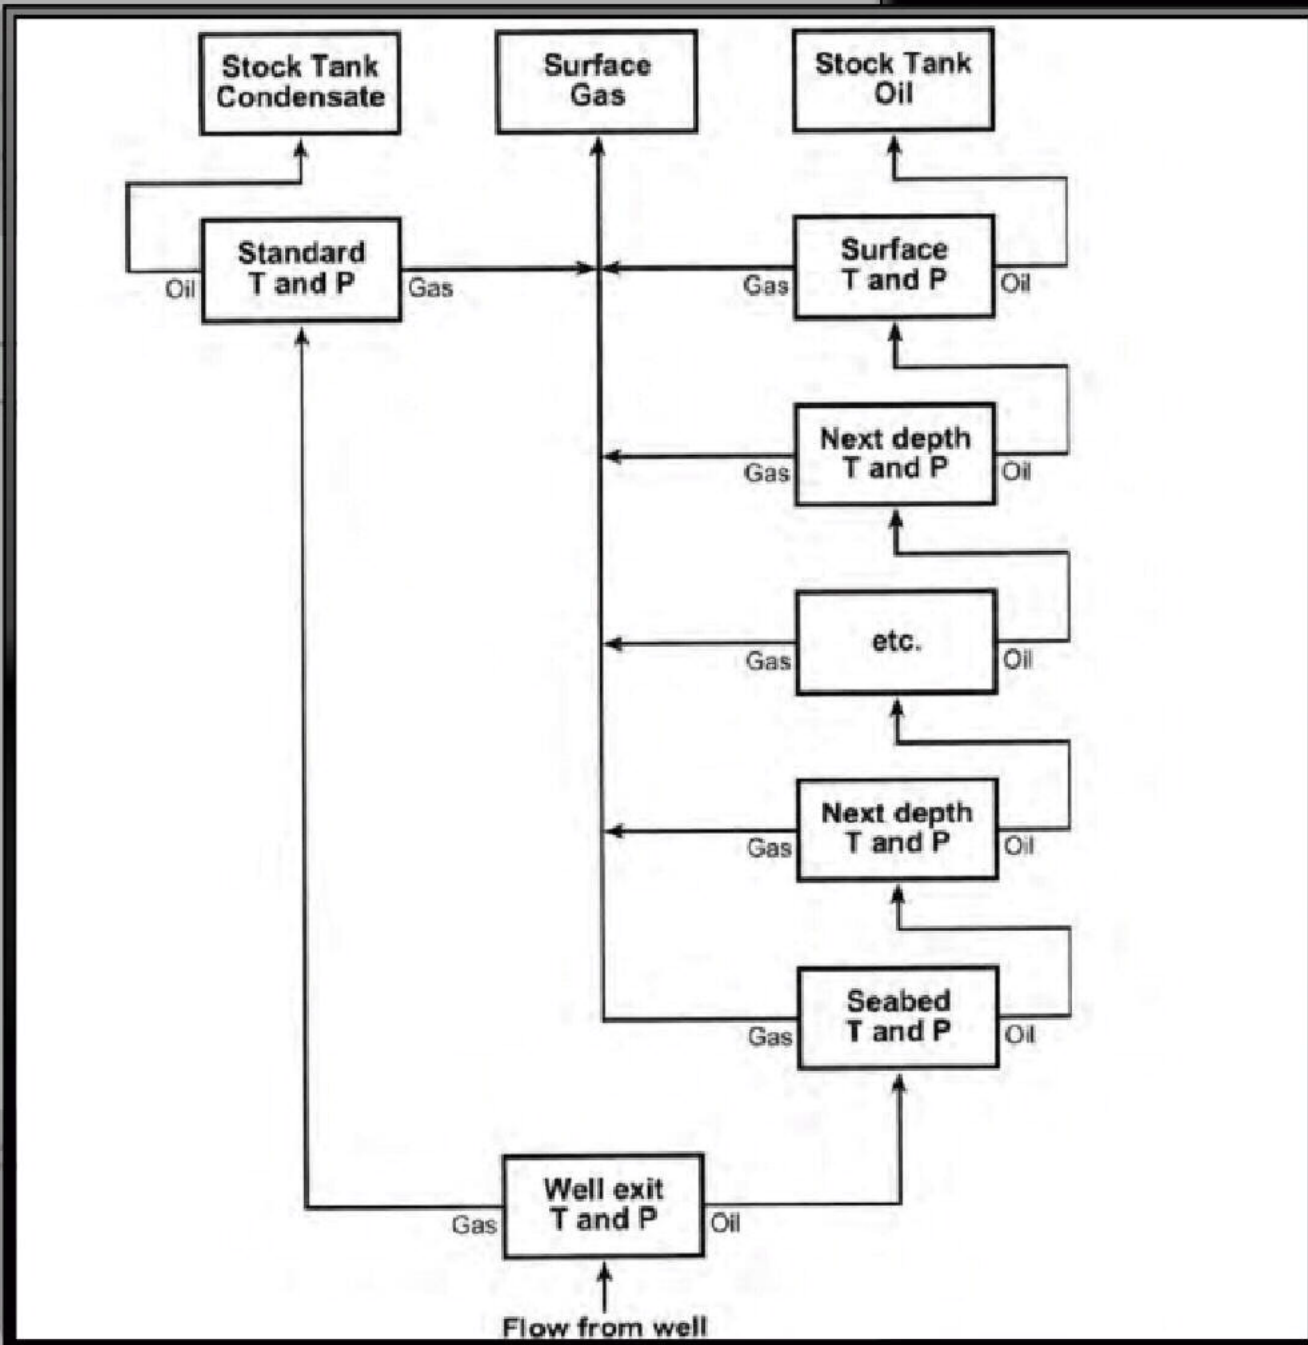 Stock Tank
Condensate
Surface
Gas
Stock Tank
Oil
Standard
T and P
Oil
Gas
Surface
T and P
Gas
Oil
Next depth
T and P
Gas
Oil
etc.
Gas
Oil
Next depth
T and P
Gas
Oil
Seabed
T and P
Gas
Oil
Well exit
T and P
Gas
Oil
Flow from well